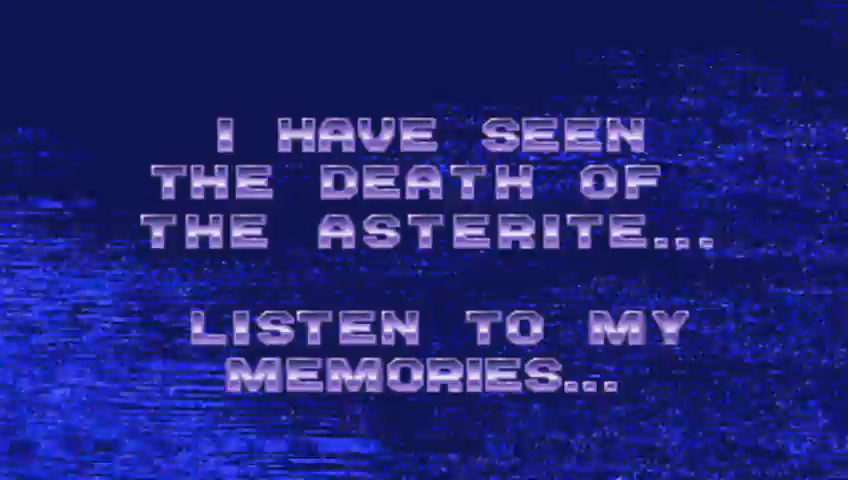 I HAVE SEEN
THE DEATH OF
THE ASTERITE...
LISTEN TO MY
MEMORIES...